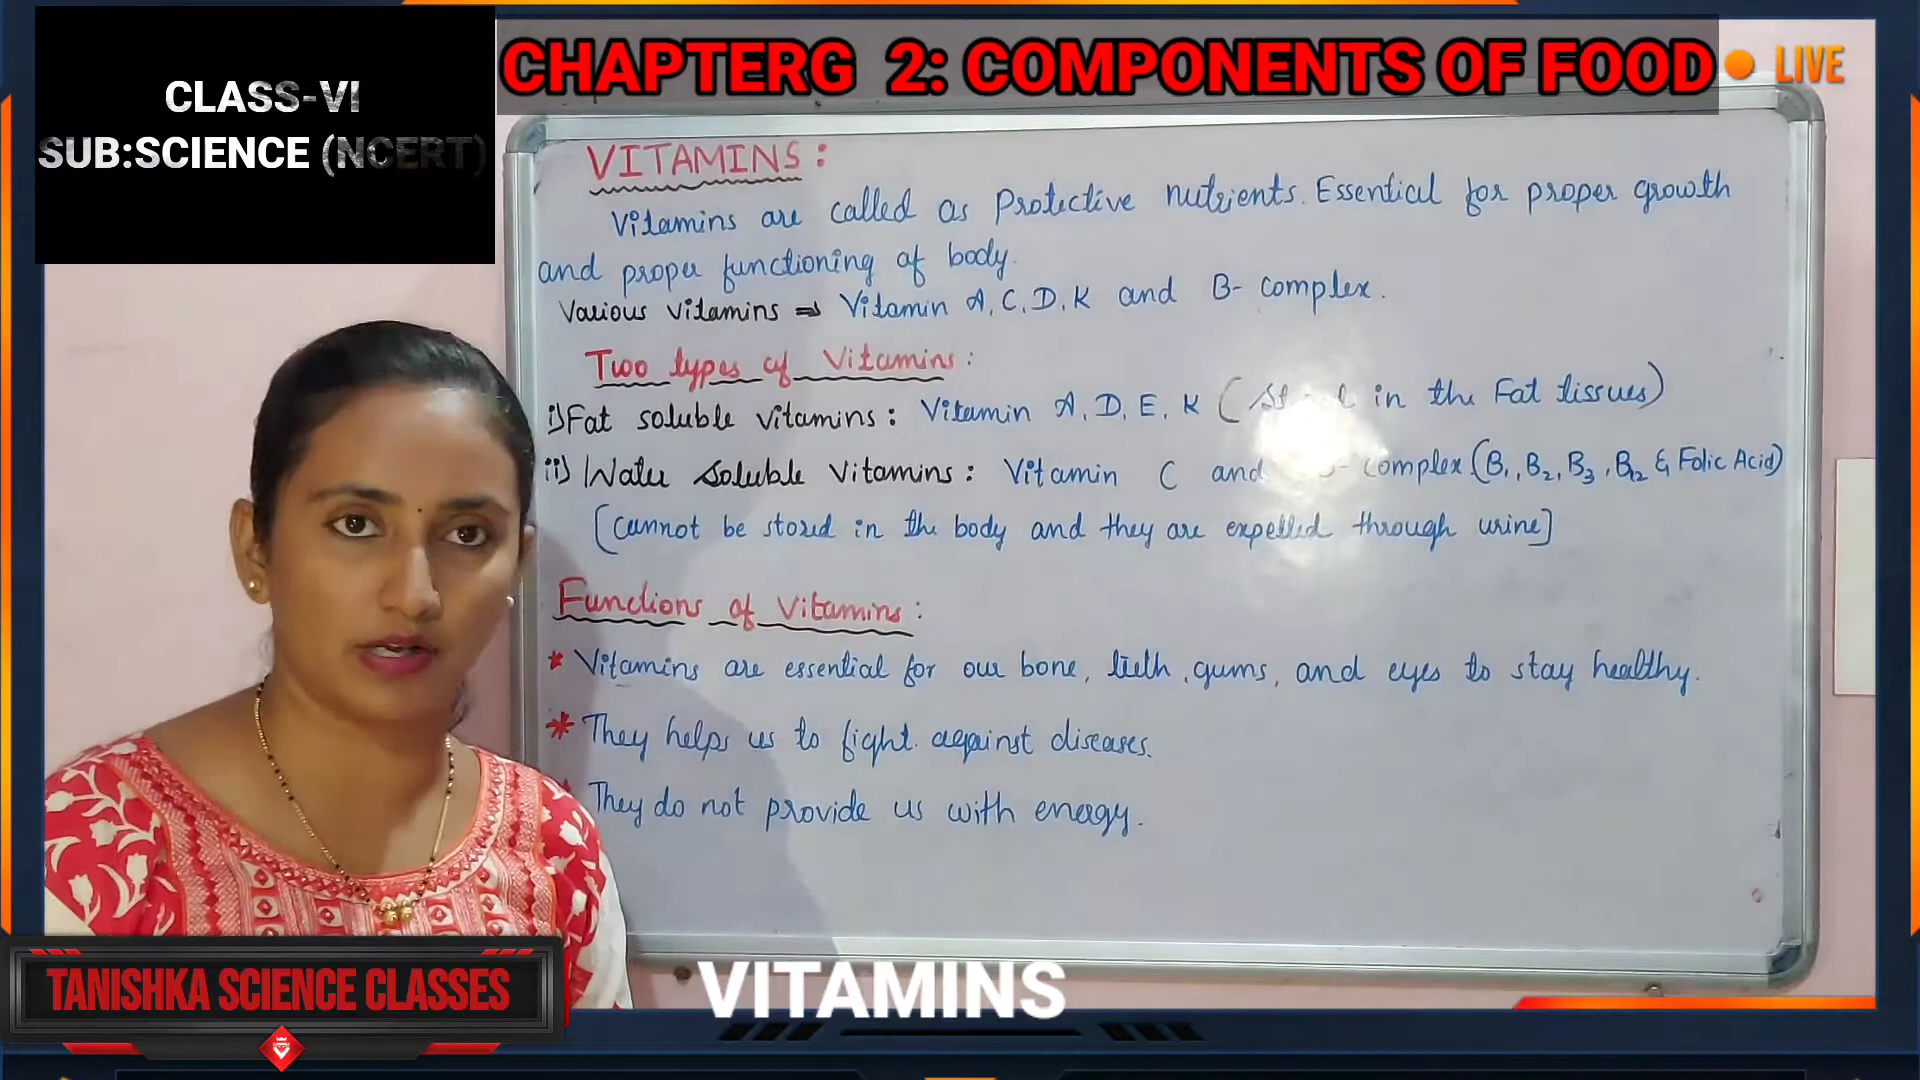 CLASS-VI
SUB:SCIENCE (NCERT)
CHAPTERG 2: COMPONENTS OF FOOD
LIVE
VITAMINS:
Vitamins are called as Protective nutrients. Essential for proper growth
and proper functioning of body.
Various vitamins ⇒ Vitamin A, C, D, K and B- complex.
Two types of Vitamins:
i) Fat soluble vitamins: Vitamin A, D, E, K ( in the Fat tissues)
ii) Water Soluble Vitamins: Vitamin C and - complex (B1, B2, B3, B12 & Folic Acid)
[cannot be stored in the body and they are expelled through urine]
Functions of Vitamins:
* Vitamins are essential for our bone, teeth, gums, and eyes to stay healthy.
* They helps us to fight against diseases.
* They do not provide us with energy.
TANISHKA SCIENCE CLASSES
VITAMINS